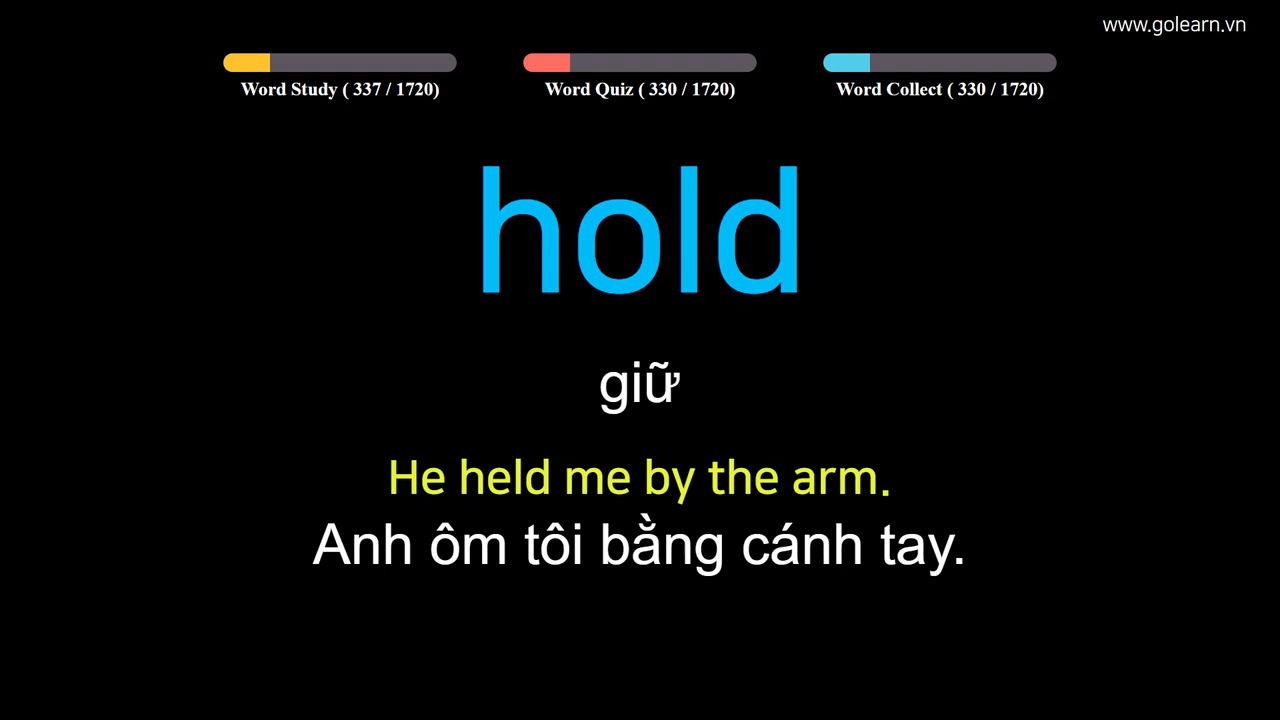 www.golearn.vn
Word Study ( 337 / 1720)
Word Quiz ( 330 / 1720)
Word Collect ( 330 / 1720)
hold
giữ
He held me by the arm.
Anh ôm tôi bằng cánh tay.